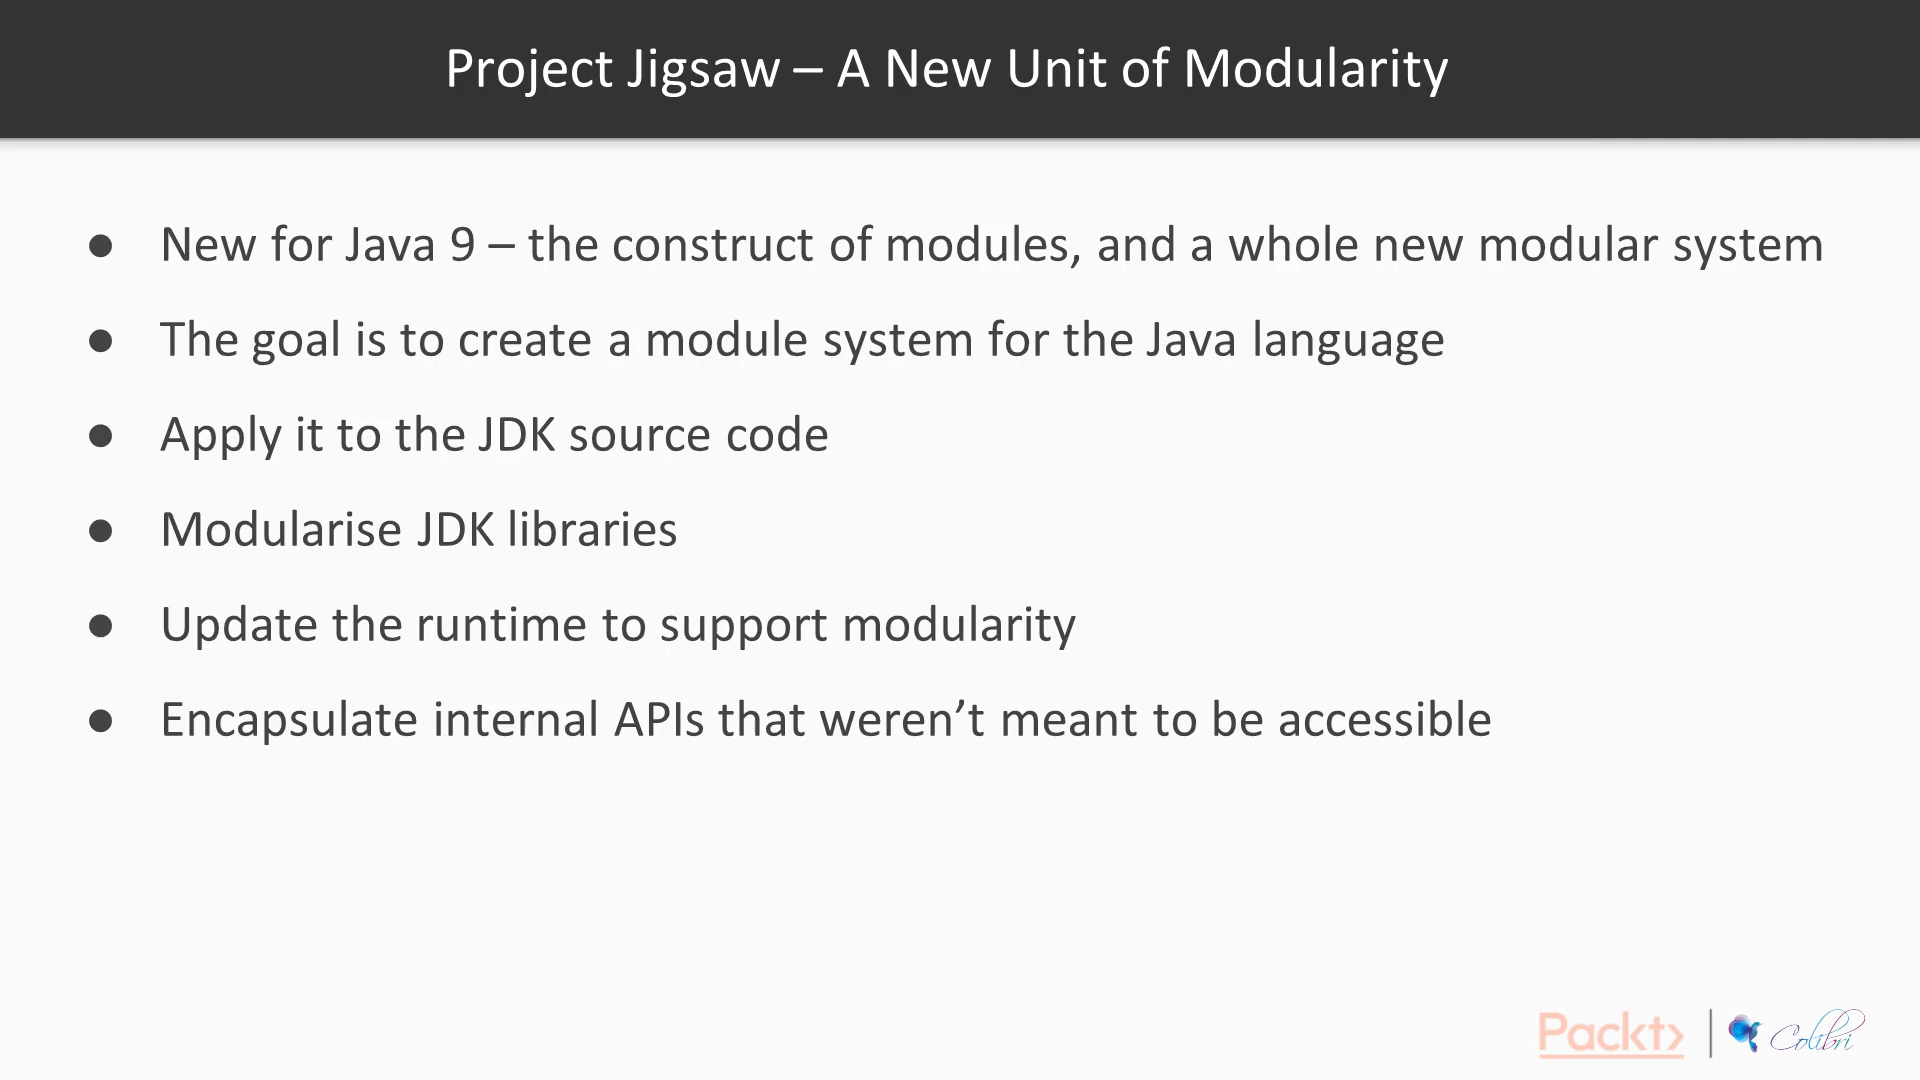 Project Jigsaw – A New Unit of Modularity
● New for Java 9 – the construct of modules, and a whole new modular system
● The goal is to create a module system for the Java language
● Apply it to the JDK source code
● Modularise JDK libraries
● Update the runtime to support modularity
● Encapsulate internal APIs that weren’t meant to be accessible
Packt> | Colibri